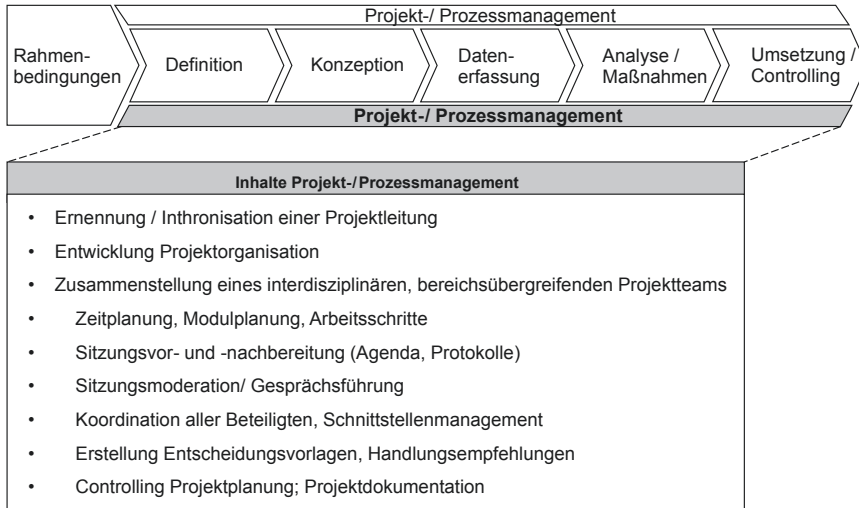 Projekt-/ Prozessmanagement
Rahmen-
bedingungen
Definition
Konzeption
Daten-
erfassung
Analyse /
Maßnahmen
Umsetzung /
Controlling
Projekt-/ Prozessmanagement
Inhalte Projekt-/Prozessmanagement
• Ernennung / Inthronisation einer Projektleitung
• Entwicklung Projektorganisation
• Zusammenstellung eines interdisziplinären, bereichsübergreifenden Projektteams
• Zeitplanung, Modulplanung, Arbeitsschritte
• Sitzungsvor- und -nachbereitung (Agenda, Protokolle)
• Sitzungsmoderation/ Gesprächsführung
• Koordination aller Beteiligten, Schnittstellenmanagement
• Erstellung Entscheidungsvorlagen, Handlungsempfehlungen
• Controlling Projektplanung; Projektdokumentation